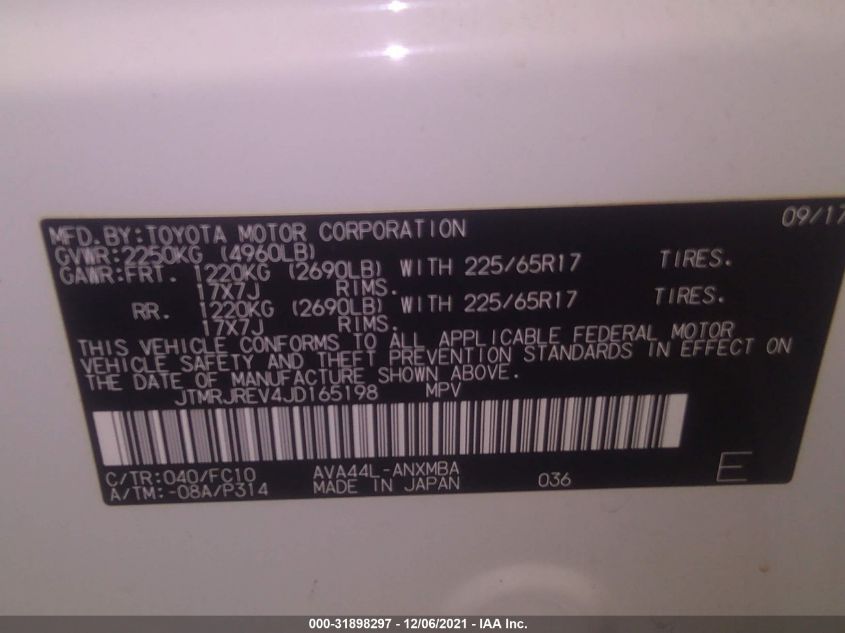 MFD.BY:TOYOTA MOTOR CORPORATION 09/17
GVWR:2250KG (4960LB)
GAWR:FRT. 1220KG (2690LB) WITH 225/65R17 TIRES.
17X7J RIMS.
RR. 1220KG (2690LB) WITH 225/65R17 TIRES.
17X7J RIMS.
THIS VEHICLE CONFORMS TO ALL APPLICABLE FEDERAL MOTOR
VEHICLE SAFETY AND THEFT PREVENTION STANDARDS IN EFFECT ON
THE DATE OF MANUFACTURE SHOWN ABOVE.
JTMRJREV4JD165198 MPV
C/TR:040/FC10 AVA44L-ANXMBA
A/TM:-08A/P314 MADE IN JAPAN 036 E
000-31898297 - 12/06/2021 - IAA Inc.